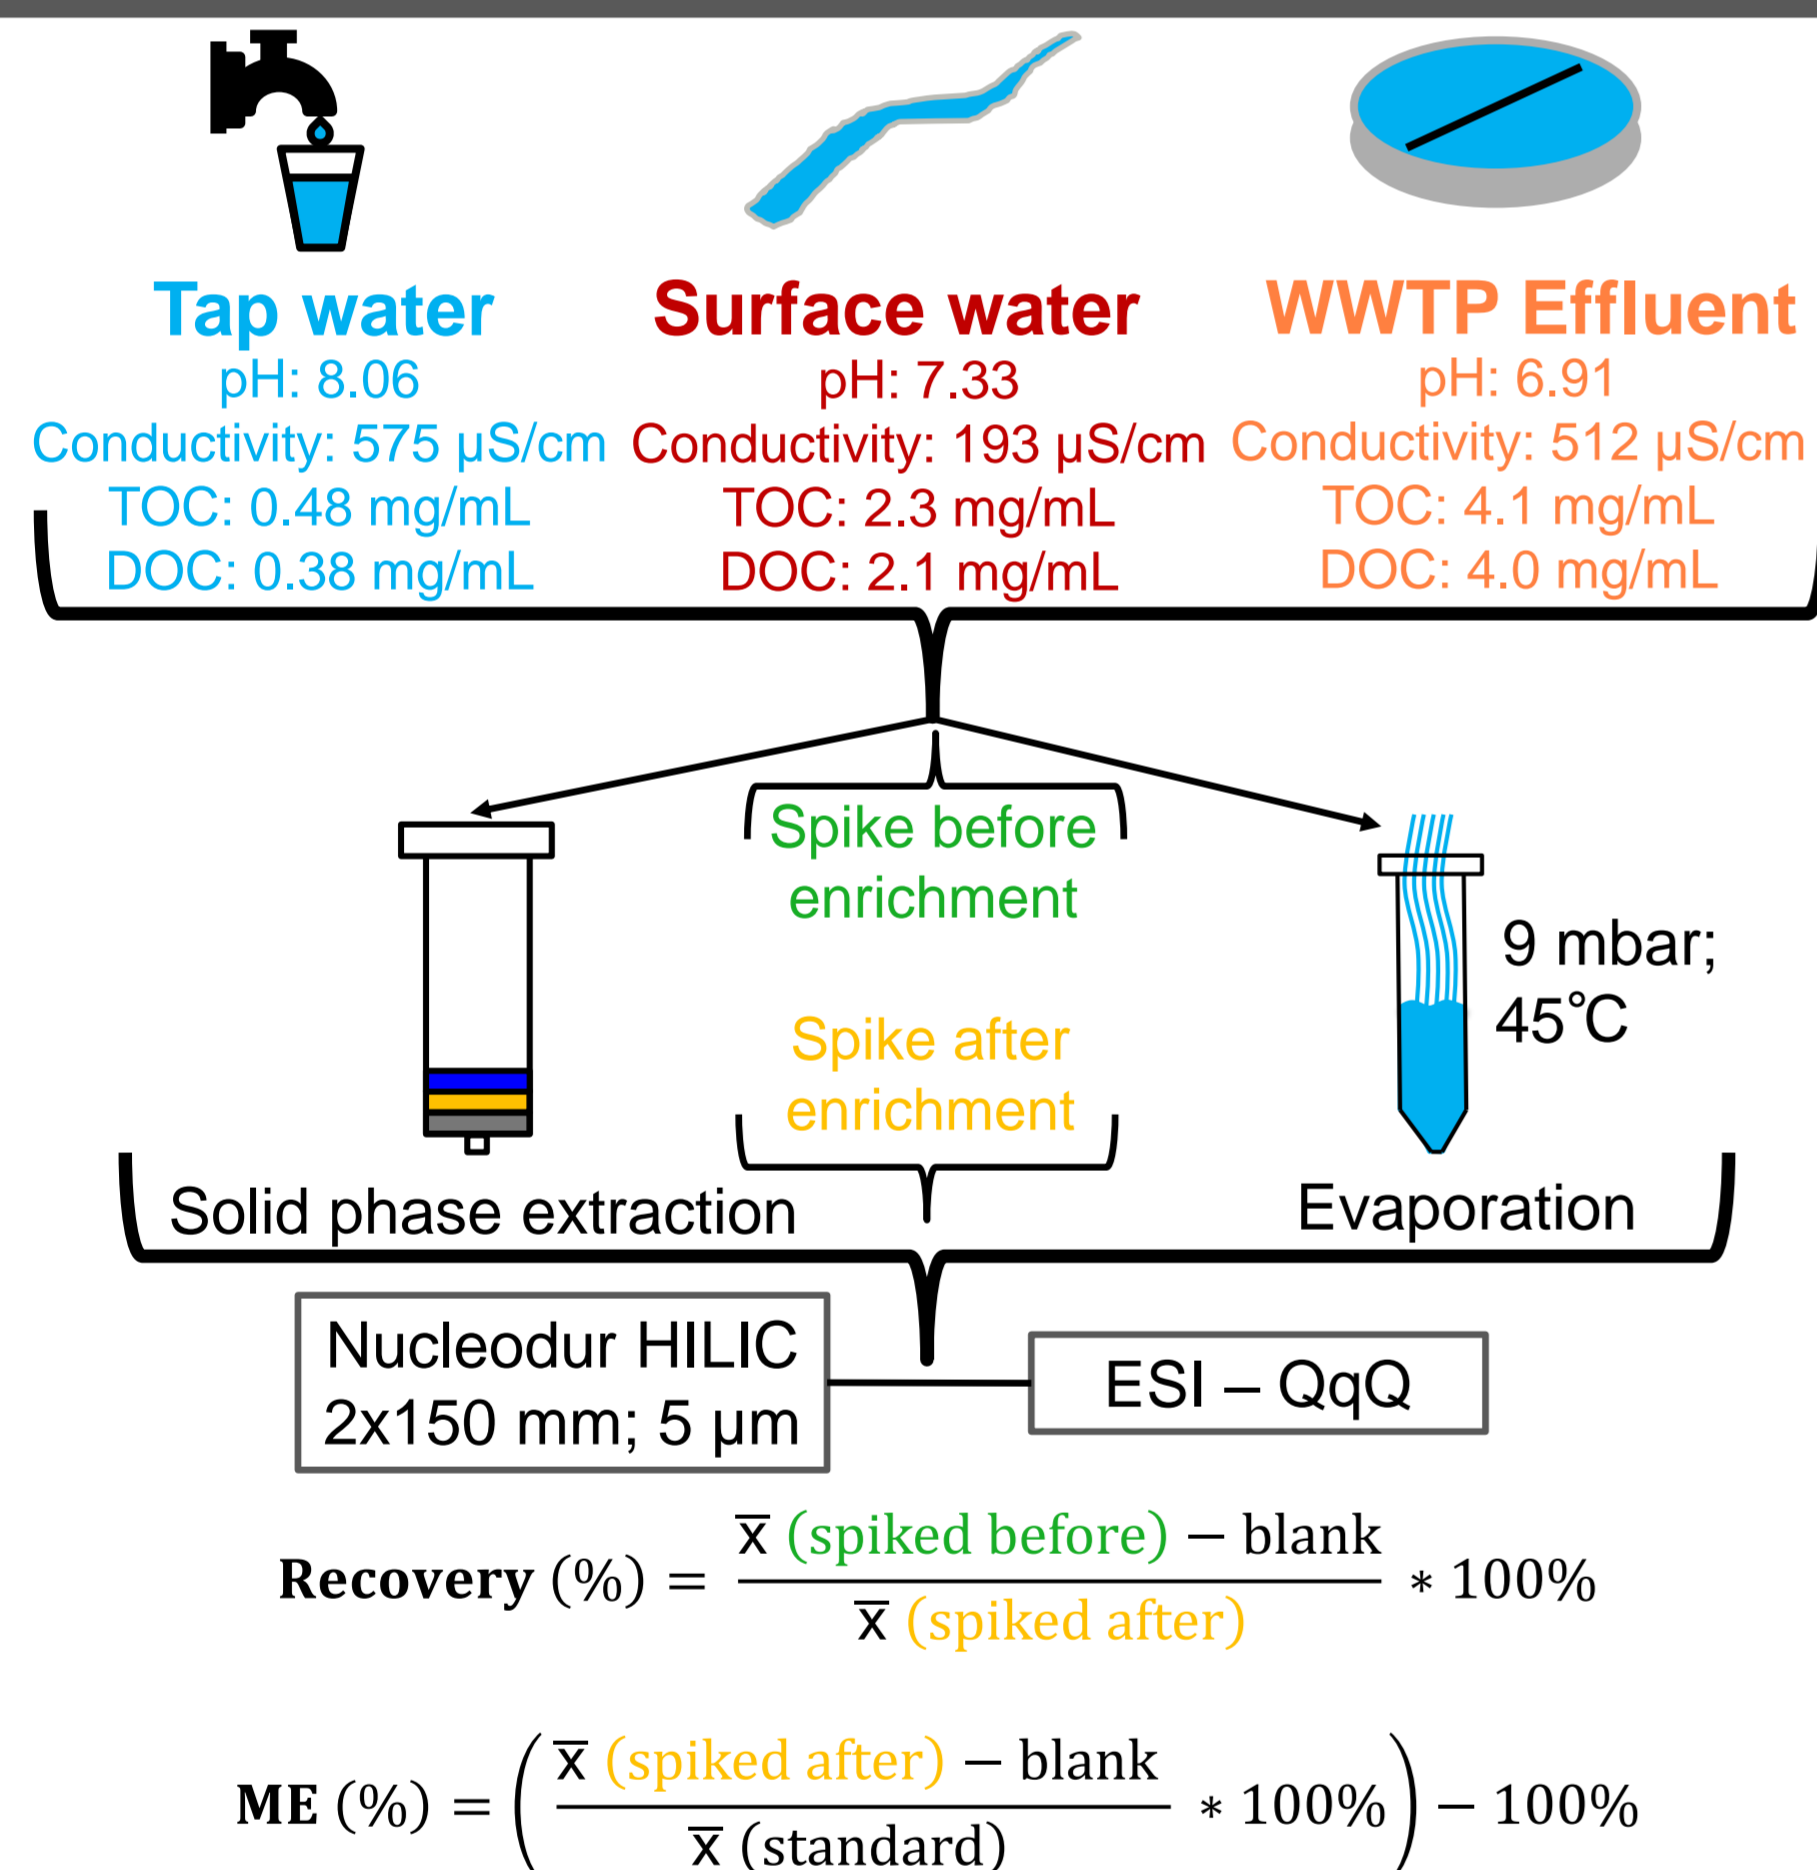 Tap water
pH: 8.06
Conductivity: 575 µS/cm
TOC: 0.48 mg/mL
DOC: 0.38 mg/mL
Surface water
pH: 7.33
Conductivity: 193 µS/cm
TOC: 2.3 mg/mL
DOC: 2.1 mg/mL
WWTP Effluent
pH: 6.91
Conductivity: 512 µS/cm
TOC: 4.1 mg/mL
DOC: 4.0 mg/mL
Spike before
enrichment
Spike after
enrichment
9 mbar;
45°C
Solid phase extraction
Evaporation
Nucleodur HILIC
2x150 mm; 5 µm
ESI – QqQ
x̅ (spiked before) − blank
Recovery (%) = * 100%
x̅ (spiked after)
x̅ (spiked after) − blank
ME (%) = ( * 100%) − 100%
x̅ (standard)